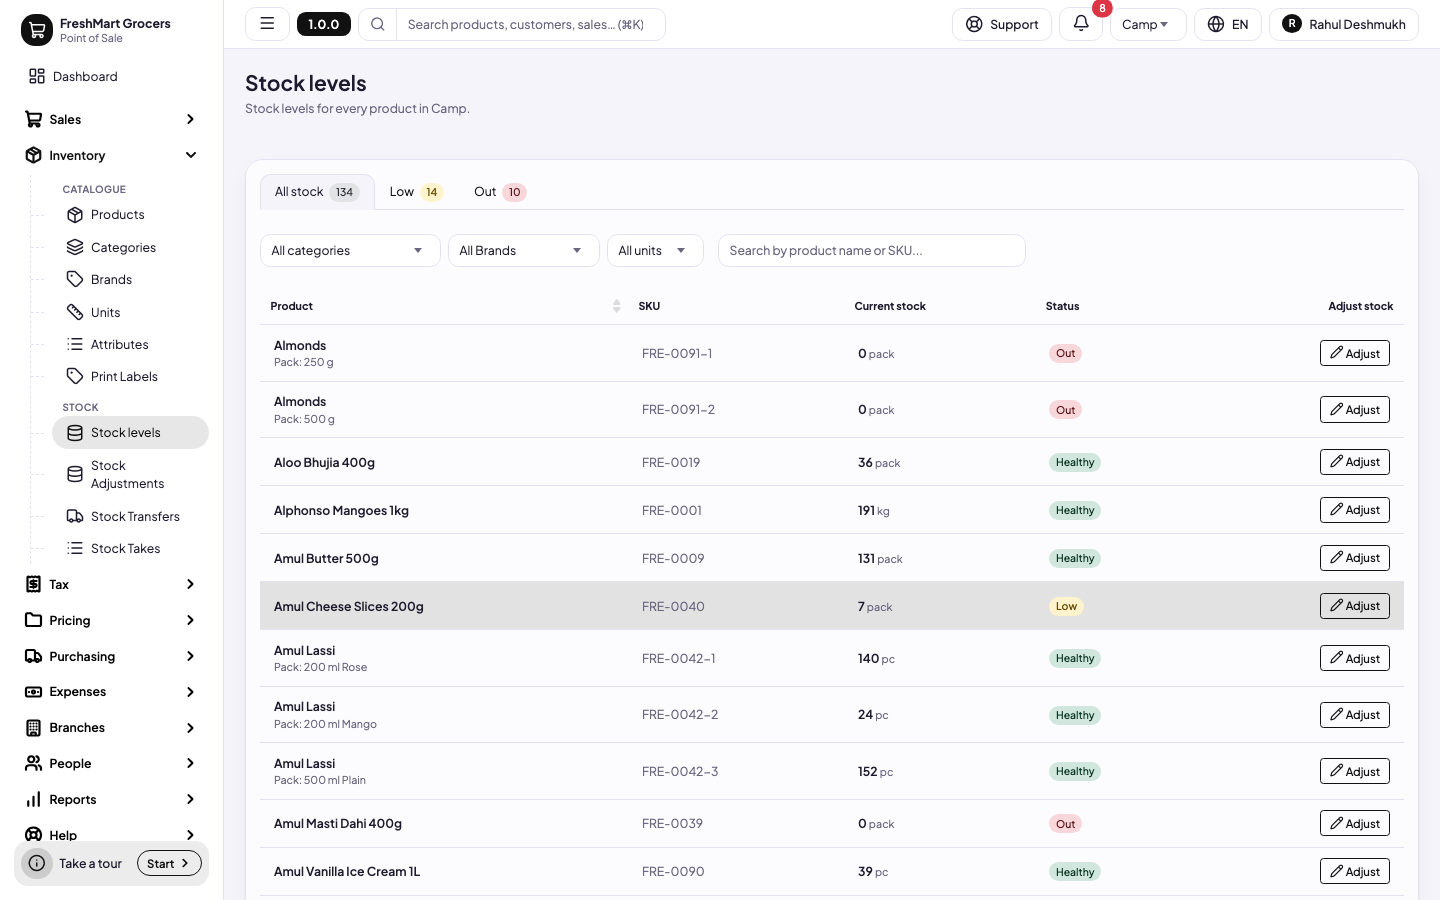 FreshMart Grocers
Point of Sale
1.0.0
Search products, customers, sales... (⌘K)
Support
8
Camp
EN
R
Rahul Deshmukh
Dashboard
Sales
Inventory
CATALOGUE
Products
Categories
Brands
Units
Attributes
Print Labels
STOCK
Stock levels
Stock
Adjustments
Stock Transfers
Stock Takes
Tax
Pricing
Purchasing
Expenses
Branches
People
Reports
Help
Take a tour
Start
Stock levels
Stock levels for every product in Camp.
All stock 134
Low 14
Out 10
All categories
All Brands
All units
Search by product name or SKU...
Product SKU Current stock Status Adjust stock
Almonds
Pack: 250 g
FRE-0091-1 0 pack Out Adjust
Almonds
Pack: 500 g
FRE-0091-2 0 pack Out Adjust
Aloo Bhujia 400g FRE-0019 36 pack Healthy Adjust
Alphonso Mangoes 1kg FRE-0001 191 kg Healthy Adjust
Amul Butter 500g FRE-0009 131 pack Healthy Adjust
Amul Cheese Slices 200g FRE-0040 7 pack Low Adjust
Amul Lassi
Pack: 200 ml Rose
FRE-0042-1 140 pc Healthy Adjust
Amul Lassi
Pack: 200 ml Mango
FRE-0042-2 24 pc Healthy Adjust
Amul Lassi
Pack: 500 ml Plain
FRE-0042-3 152 pc Healthy Adjust
Amul Masti Dahi 400g FRE-0039 0 pack Out Adjust
Amul Vanilla Ice Cream 1L FRE-0090 39 pc Healthy Adjust